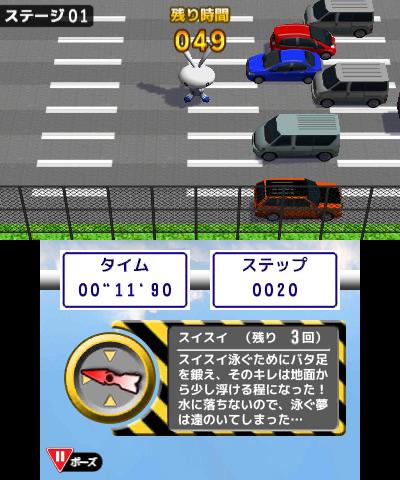 ステージ01
残り時間
049
タイム
00"11'90
ステップ
0020
スイスイ (残り 3回)
スイスイ泳ぐためにバタ足
を鍛え、そのキレは地面か
ら少し浮ける程になった!
水に落ちないので、泳ぐ夢
は遠のいてしまった…
ポーズ